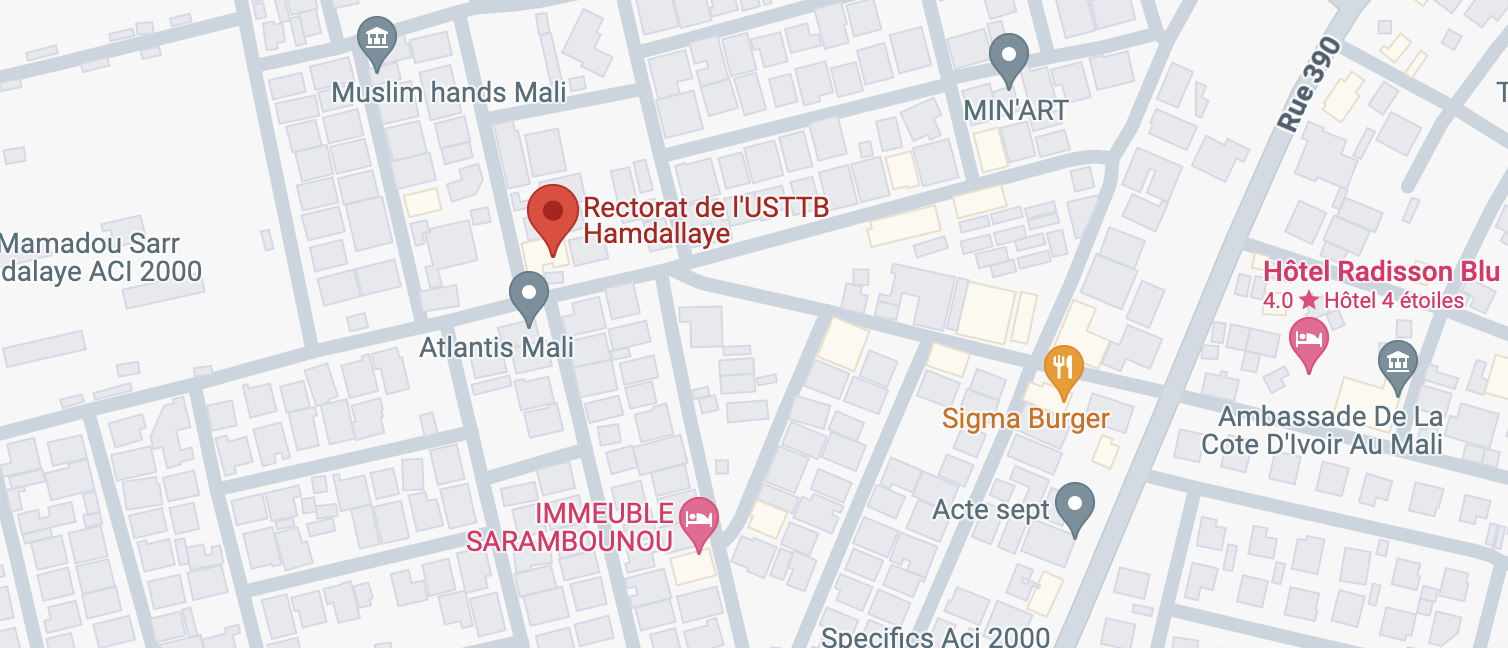 Rue 390
Muslim hands Mali
MIN'ART
Rectorat de l'USTTB
Hamdallaye
Mamadou Sarr
dalaye ACI 2000
Hôtel Radisson Blu
4.0 ★ Hôtel 4 étoiles
Atlantis Mali
Sigma Burger
Ambassade De La
Cote D'Ivoir Au Mali
IMMEUBLE
SARAMBOUNOU
Acte sept
Specifics Aci 2000